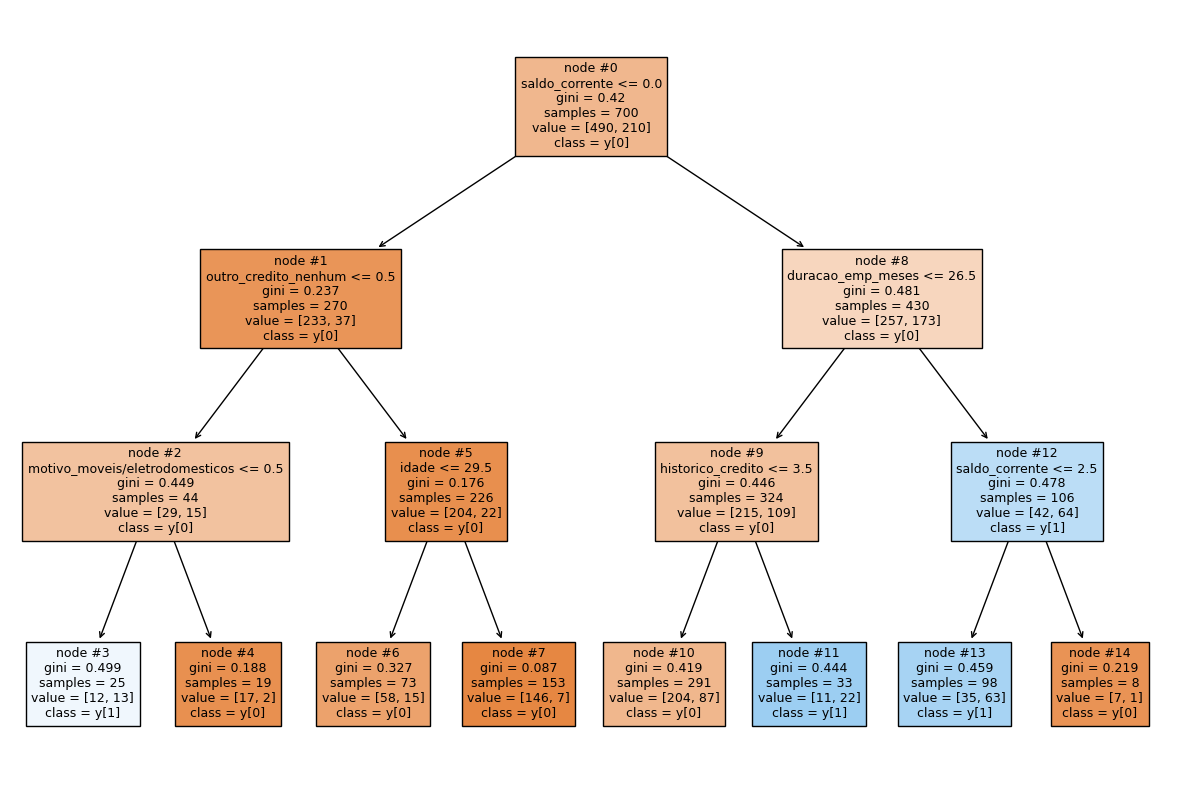 node #0
saldo_corrente <= 0.0
gini = 0.42
samples = 700
value = [490, 210]
class = y[0]
node #1
outro_credito_nenhum <= 0.5
gini = 0.237
samples = 270
value = [233, 37]
class = y[0]
node #8
duracao_emp_meses <= 26.5
gini = 0.481
samples = 430
value = [257, 173]
class = y[0]
node #2
motivo_moveis/eletrodomesticos <= 0.5
gini = 0.449
samples = 44
value = [29, 15]
class = y[0]
node #5
idade <= 29.5
gini = 0.176
samples = 226
value = [204, 22]
class = y[0]
node #9
historico_credito <= 3.5
gini = 0.446
samples = 324
value = [215, 109]
class = y[0]
node #12
saldo_corrente <= 2.5
gini = 0.478
samples = 106
value = [42, 64]
class = y[1]
node #3
gini = 0.499
samples = 25
value = [12, 13]
class = y[1]
node #4
gini = 0.188
samples = 19
value = [17, 2]
class = y[0]
node #6
gini = 0.327
samples = 73
value = [58, 15]
class = y[0]
node #7
gini = 0.087
samples = 153
value = [146, 7]
class = y[0]
node #10
gini = 0.419
samples = 291
value = [204, 87]
class = y[0]
node #11
gini = 0.444
samples = 33
value = [11, 22]
class = y[1]
node #13
gini = 0.459
samples = 98
value = [35, 63]
class = y[1]
node #14
gini = 0.219
samples = 8
value = [7, 1]
class = y[0]